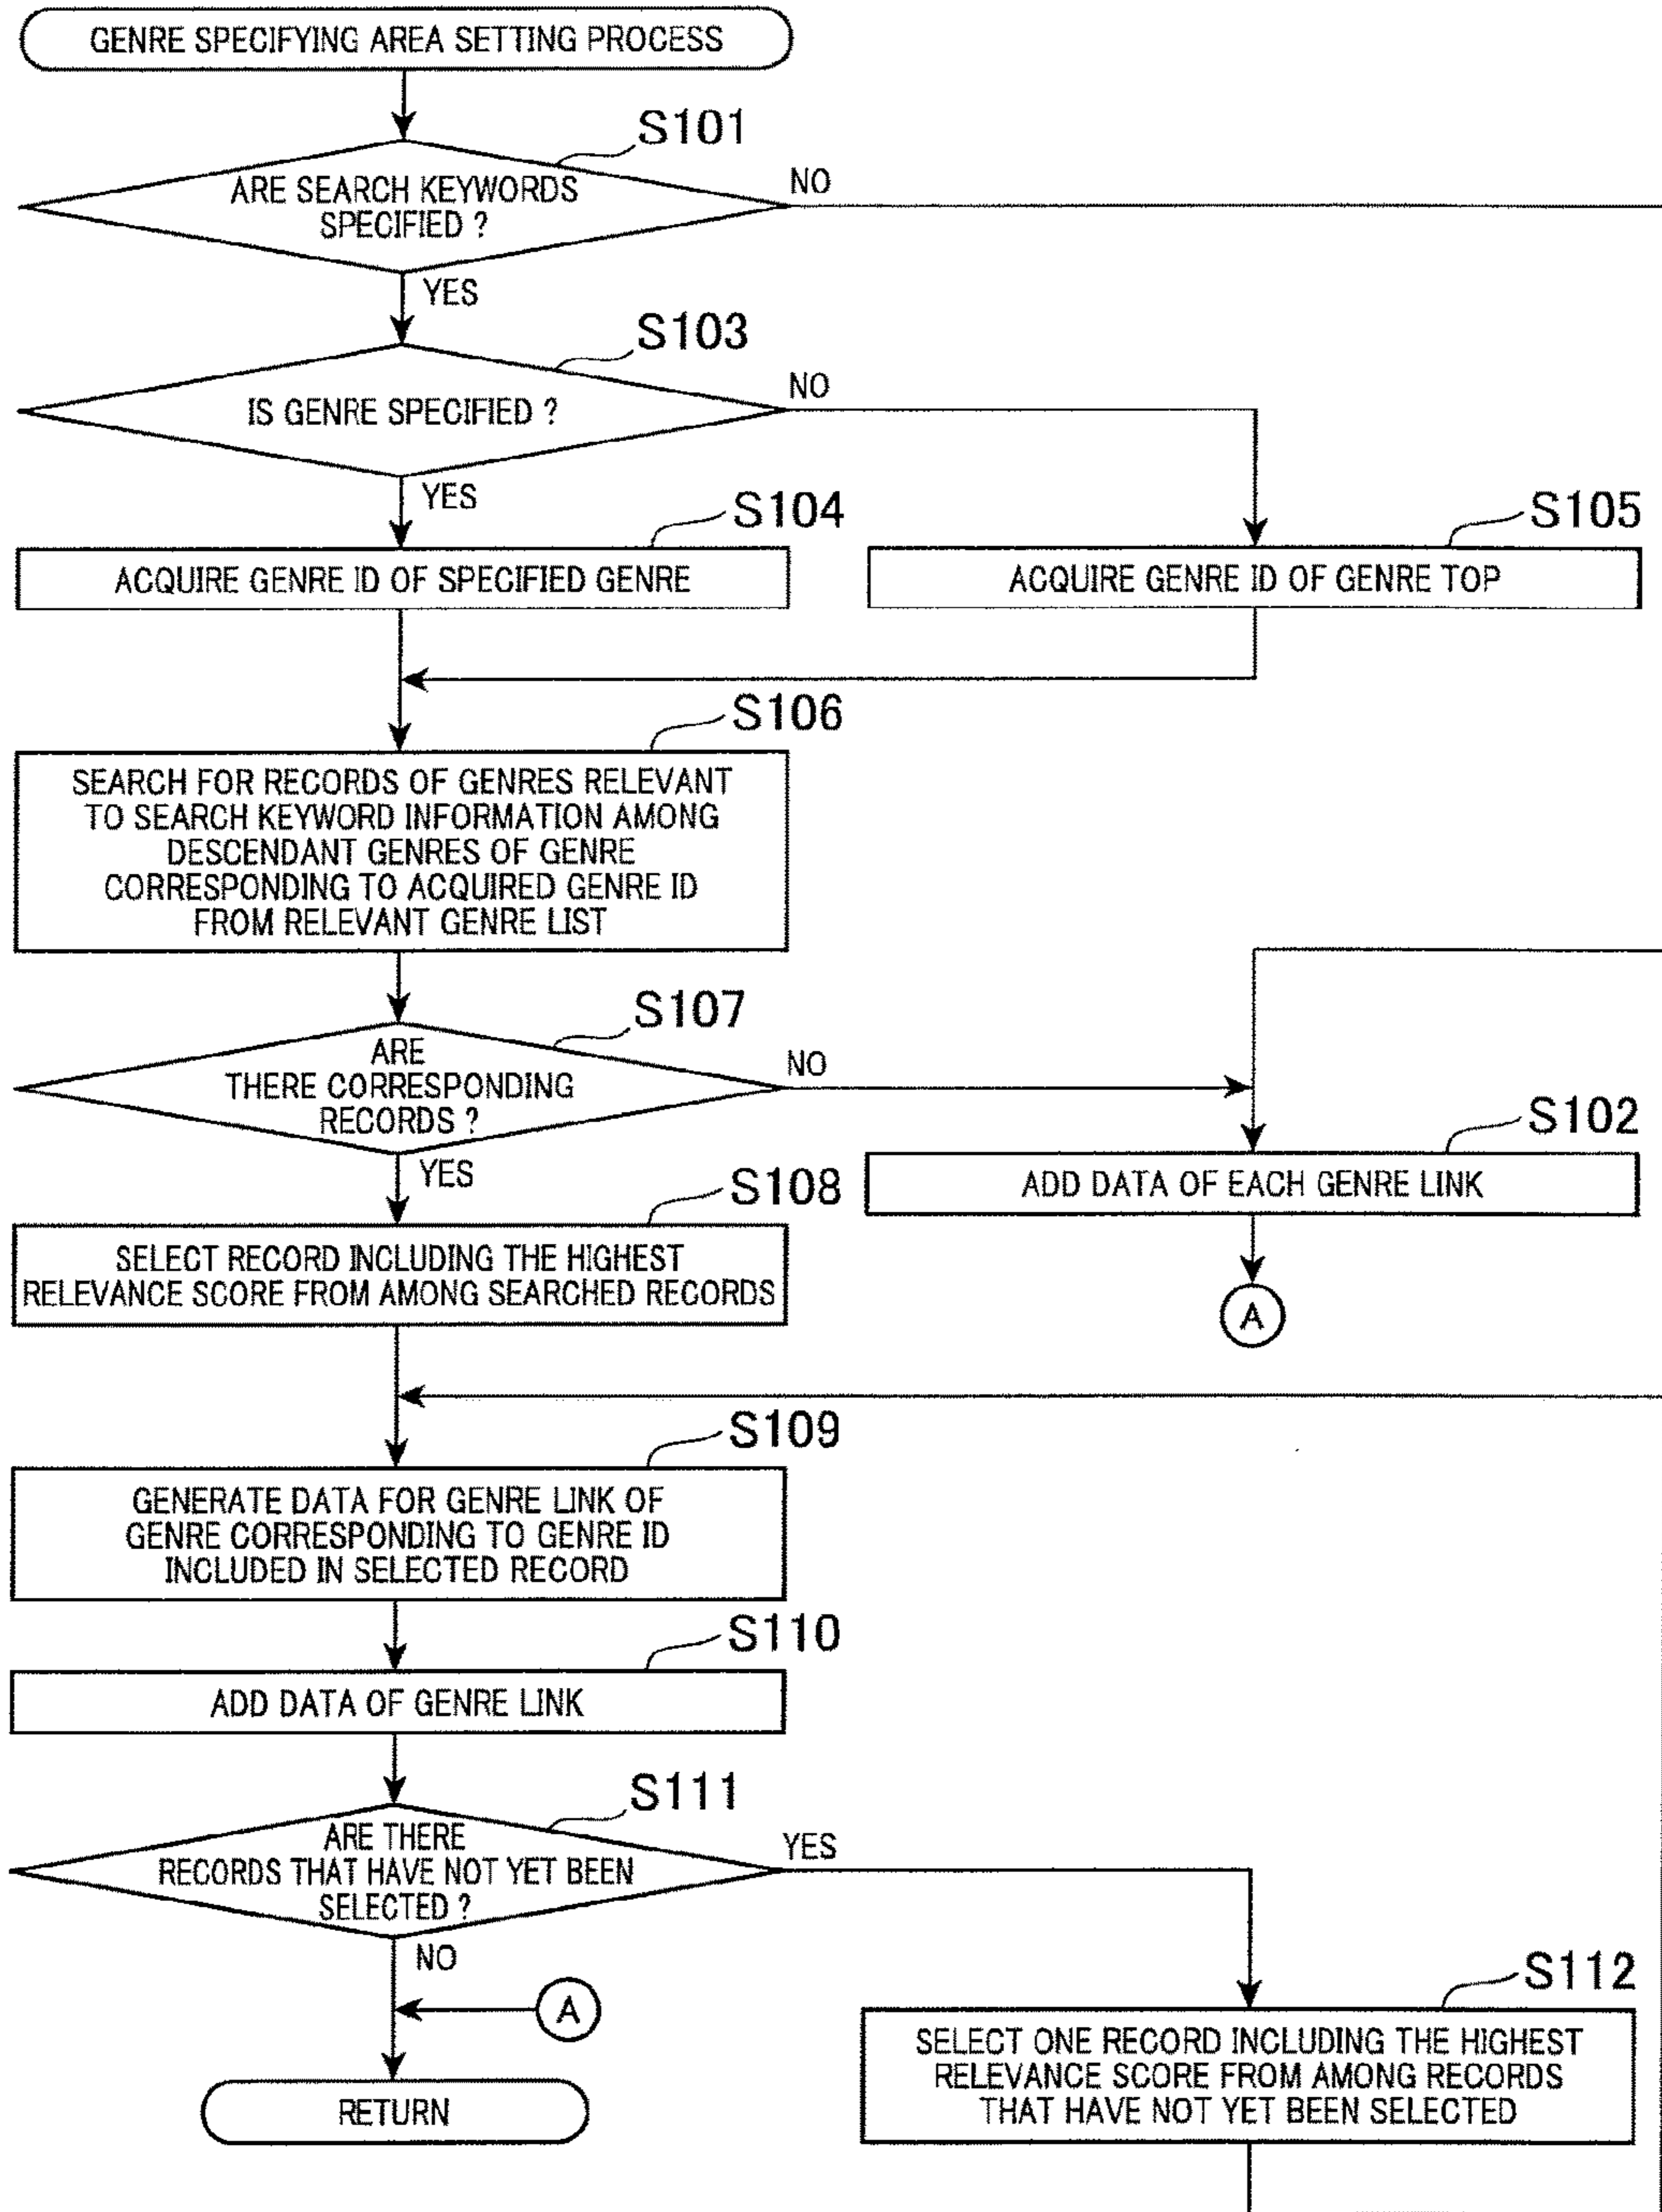 GENRE SPECIFYING AREA SETTING PROCESS
S101
ARE SEARCH KEYWORDS
SPECIFIED ?
NO
YES
S103
IS GENRE SPECIFIED ?
NO
YES
S104
ACQUIRE GENRE ID OF SPECIFIED GENRE
S105
ACQUIRE GENRE ID OF GENRE TOP
S106
SEARCH FOR RECORDS OF GENRES RELEVANT
TO SEARCH KEYWORD INFORMATION AMONG
DESCENDANT GENRES OF GENRE
CORRESPONDING TO ACQUIRED GENRE ID
FROM RELEVANT GENRE LIST
S107
ARE
THERE CORRESPONDING
RECORDS ?
NO
YES
S102
ADD DATA OF EACH GENRE LINK
A
S108
SELECT RECORD INCLUDING THE HIGHEST
RELEVANCE SCORE FROM AMONG SEARCHED RECORDS
S109
GENERATE DATA FOR GENRE LINK OF
GENRE CORRESPONDING TO GENRE ID
INCLUDED IN SELECTED RECORD
S110
ADD DATA OF GENRE LINK
S111
ARE THERE
RECORDS THAT HAVE NOT YET BEEN
SELECTED ?
YES
NO
A
RETURN
S112
SELECT ONE RECORD INCLUDING THE HIGHEST
RELEVANCE SCORE FROM AMONG RECORDS
THAT HAVE NOT YET BEEN SELECTED